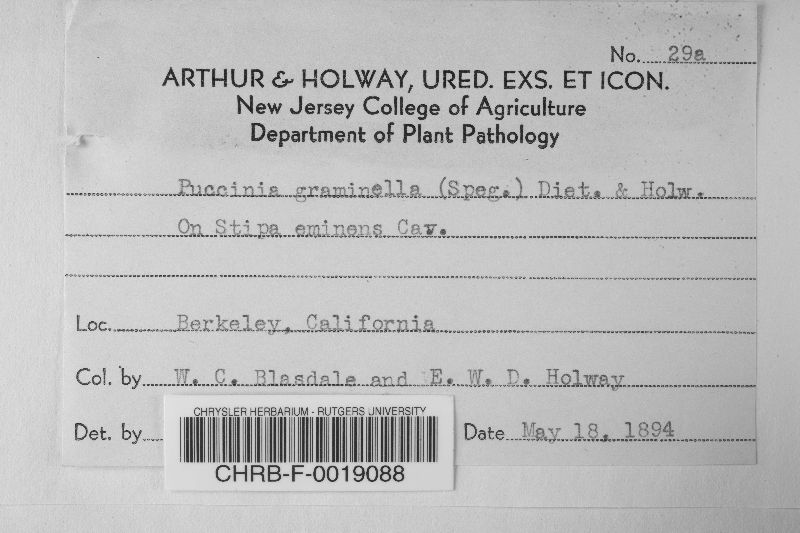 No. 29a
ARTHUR & HOLWAY, URED. EXS. ET ICON.
New Jersey College of Agriculture
Department of Plant Pathology
Puccinia graminella (Speg.) Diet. & Holw.
On Stipa eminens Cav.
Loc. Berkeley, California
Col. by W. C. Blasdale and E. W. D. Holway
Det. by
Date May 18, 1894
CHRYSLER HERBARIUM - RUTGERS UNIVERSITY
CHRB-F-0019088